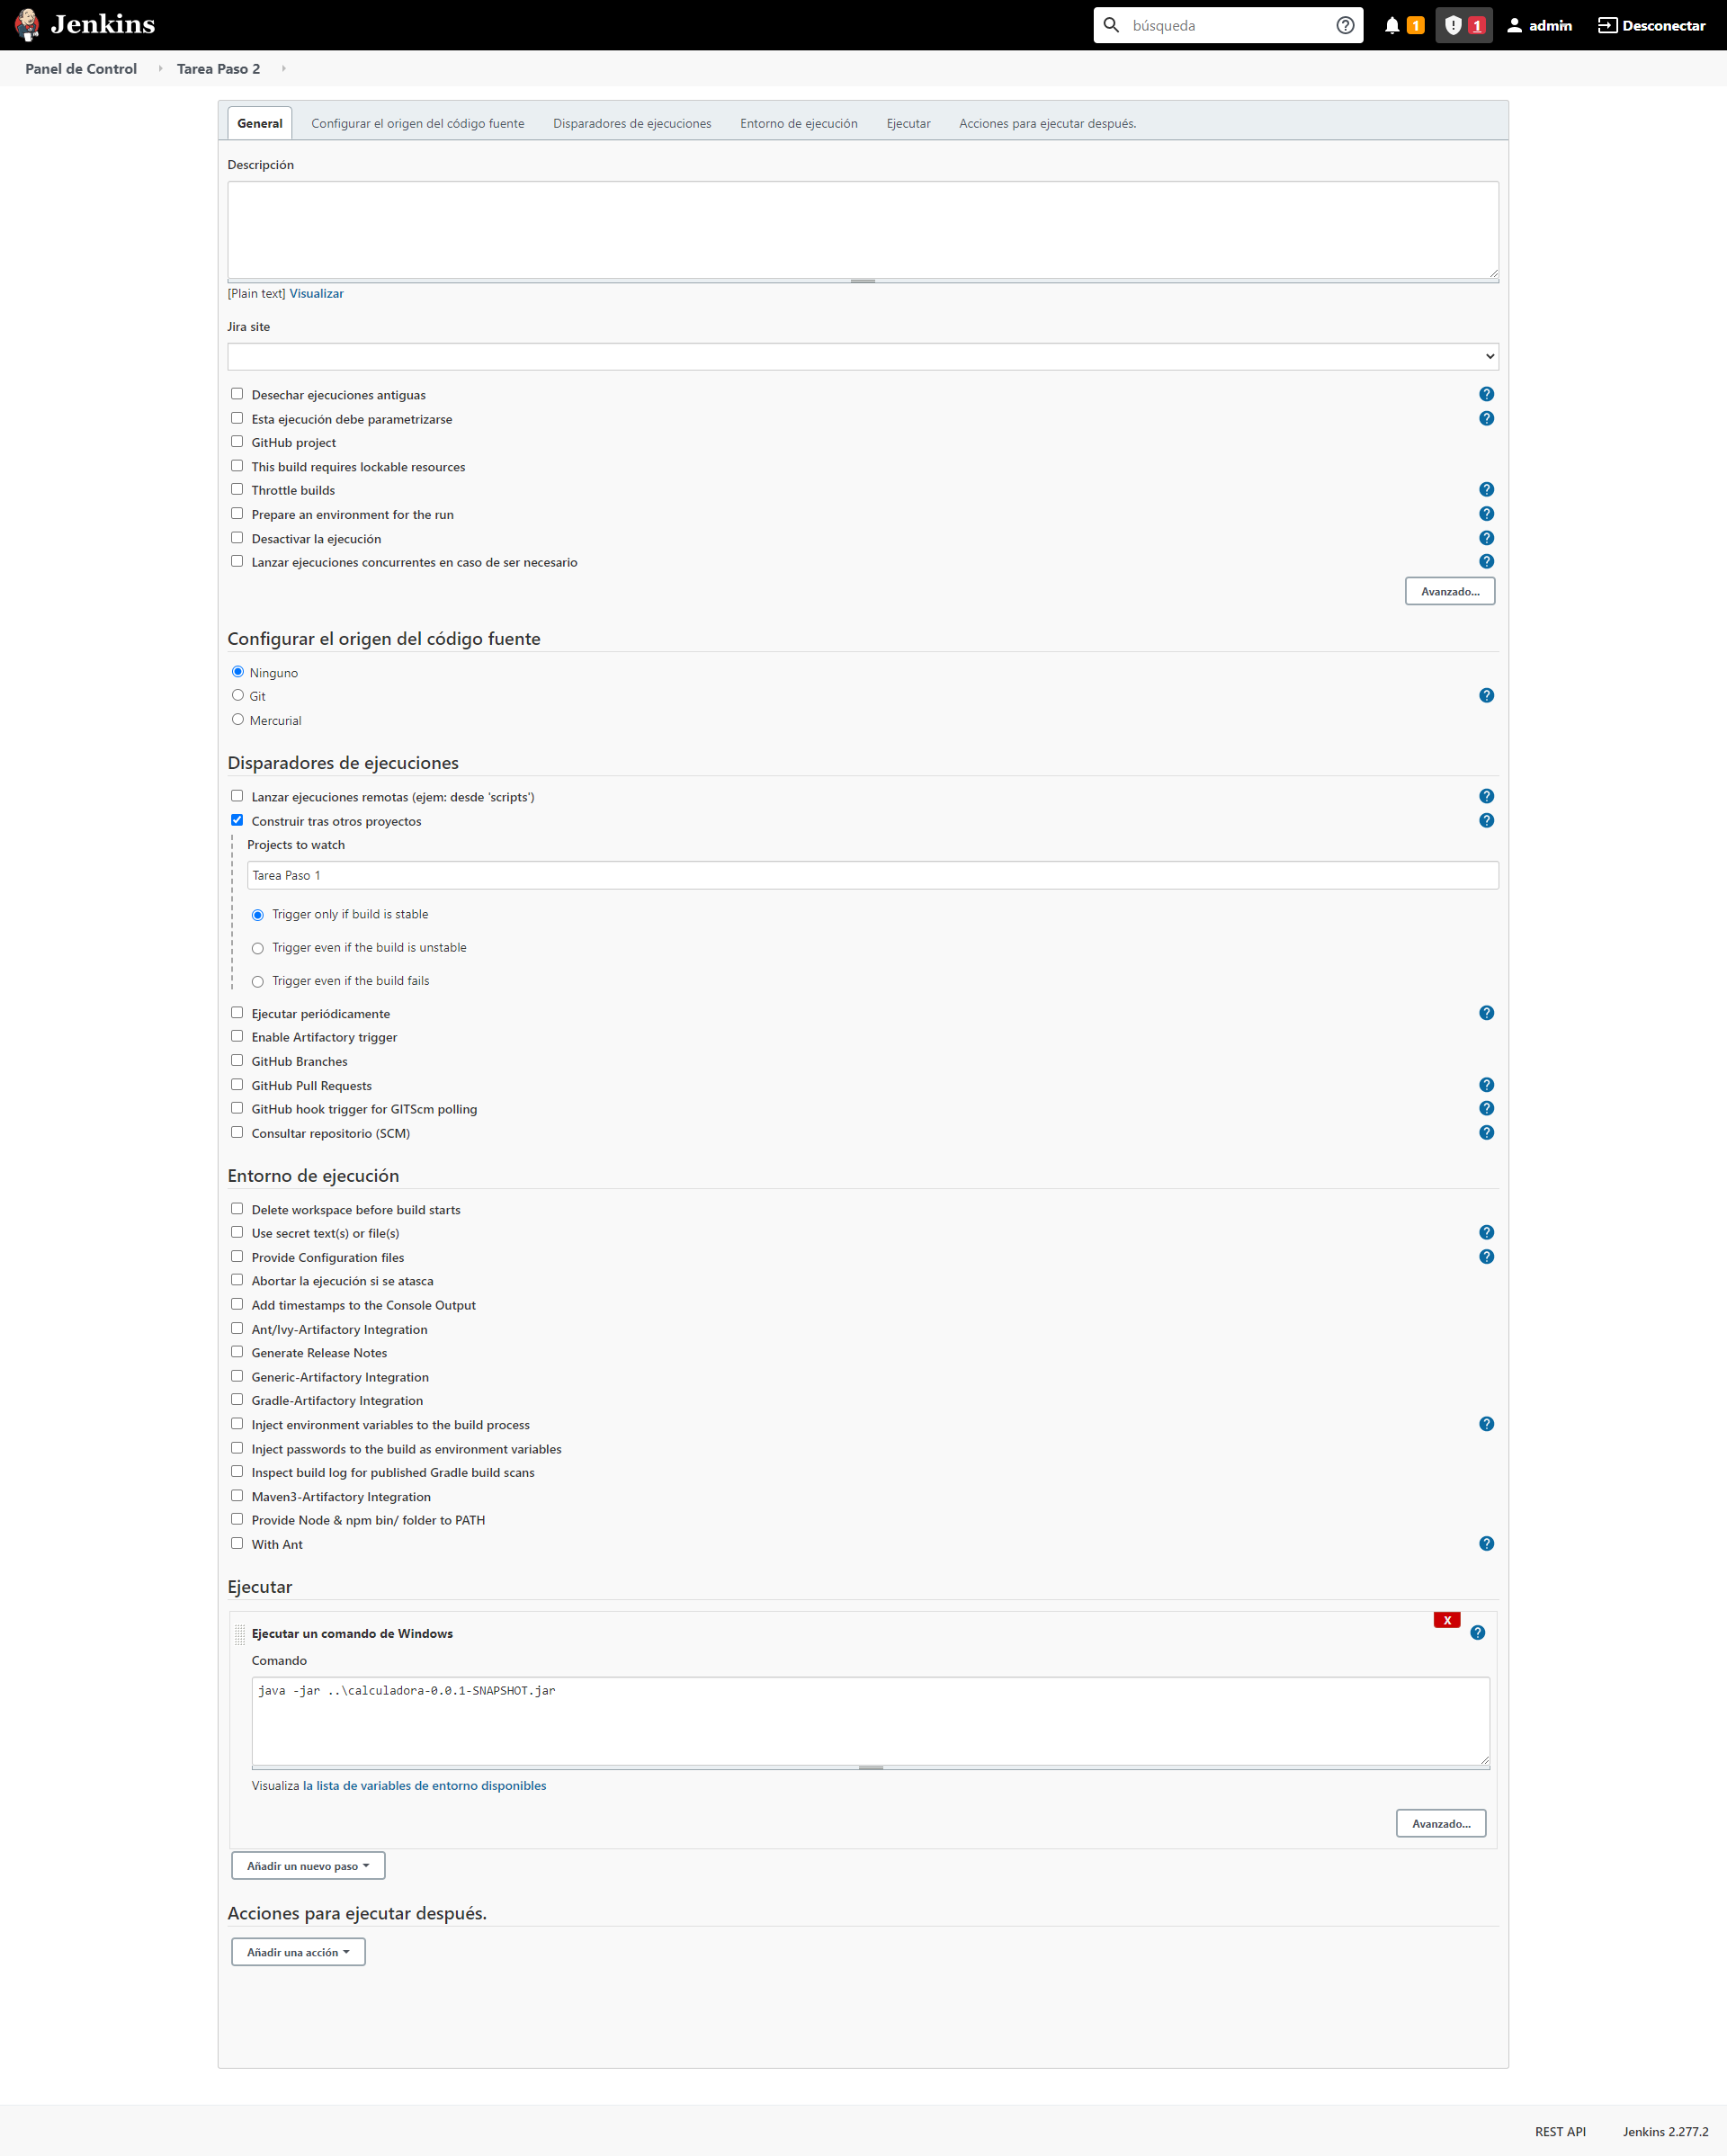 Jenkins
búsqueda
1
1
admin
Desconectar
Panel de Control
Tarea Paso 2
General
Configurar el origen del código fuente
Disparadores de ejecuciones
Entorno de ejecución
Ejecutar
Acciones para ejecutar después.
Descripción
[Plain text] Visualizar
Jira site
Desechar ejecuciones antiguas
Esta ejecución debe parametrizarse
GitHub project
This build requires lockable resources
Throttle builds
Prepare an environment for the run
Desactivar la ejecución
Lanzar ejecuciones concurrentes en caso de ser necesario
Avanzado...
Configurar el origen del código fuente
Ninguno
Git
Mercurial
Disparadores de ejecuciones
Lanzar ejecuciones remotas (ejem: desde 'scripts')
Construir tras otros proyectos
Projects to watch
Tarea Paso 1
Trigger only if build is stable
Trigger even if the build is unstable
Trigger even if the build fails
Ejecutar periódicamente
Enable Artifactory trigger
GitHub Branches
GitHub Pull Requests
GitHub hook trigger for GITScm polling
Consultar repositorio (SCM)
Entorno de ejecución
Delete workspace before build starts
Use secret text(s) or file(s)
Provide Configuration files
Abortar la ejecución si se atasca
Add timestamps to the Console Output
Ant/Ivy-Artifactory Integration
Generate Release Notes
Generic-Artifactory Integration
Gradle-Artifactory Integration
Inject environment variables to the build process
Inject passwords to the build as environment variables
Inspect build log for published Gradle build scans
Maven3-Artifactory Integration
Provide Node & npm bin/ folder to PATH
With Ant
Ejecutar
X
Ejecutar un comando de Windows
Comando
java -jar ..\calculadora-0.0.1-SNAPSHOT.jar
Visualiza la lista de variables de entorno disponibles
Avanzado...
Añadir un nuevo paso
Acciones para ejecutar después.
Añadir una acción
REST API
Jenkins 2.277.2